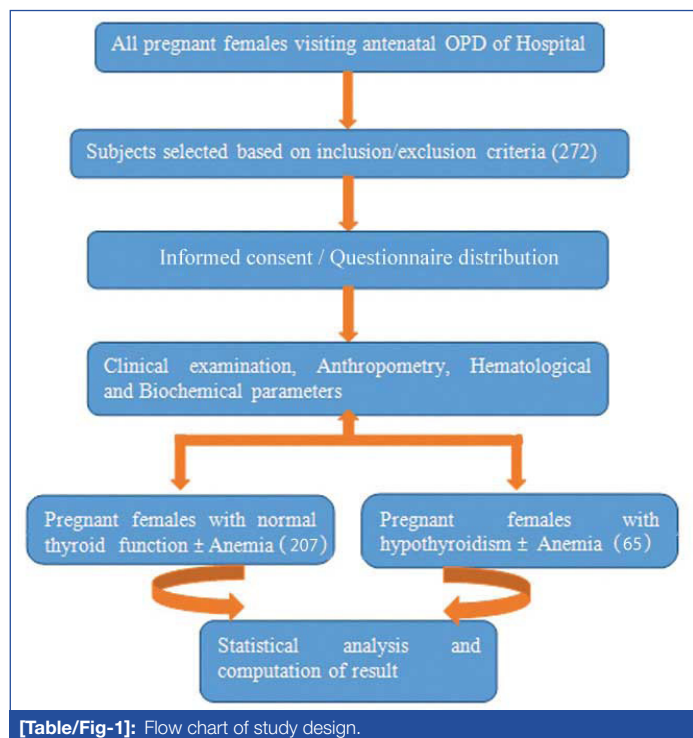 All pregnant females visiting antenatal OPD of Hospital
Subjects selected based on inclusion/exclusion criteria (272)
Informed consent / Questionnaire distribution
Clinical examination, Anthropometry, Hematological
and Biochemical parameters
Pregnant females with normal
thyroid function ± Anemia (207)
Pregnant females with
hypothyroidism ± Anemia (65)
Statistical analysis and
computation of result
[Table/Fig-1]: Flow chart of study design.